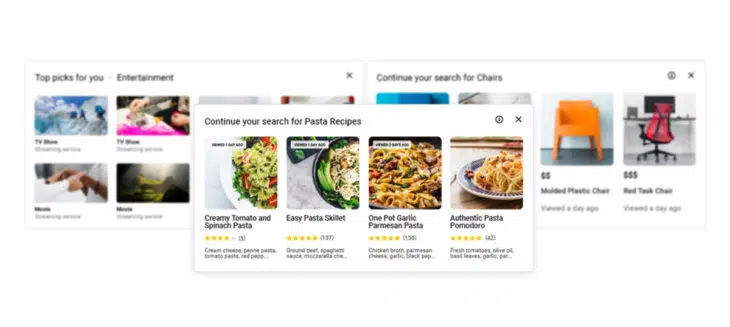 Top picks for you · Entertainment
TV Show
Streaming service
TV Show
Streaming service
Movie
Streaming service
Movie
Streaming service
Continue your search for Chairs
$$
Molded Plastic Chair
Viewed a day ago
$$$
Red Task Chair
Viewed a day ago
Continue your search for Pasta Recipes
VIEWED 1 DAY AGO
Creamy Tomato and
Spinach Pasta
(5)
Cream cheese, penne pasta,
tomato paste, red pepp...
VIEWED 1 DAY AGO
Easy Pasta Skillet
(137)
Ground beef, spaghetti
sauce, mozzarella che...
VIEWED 2 DAYS AGO
One Pot Garlic
Parmesan Pasta
(156)
Chicken broth, parmesan
cheese, garlic, black pep...
Authentic Pasta
Pomodoro
(42)
Fresh tomatoes, olive oil,
basil leaves, garlic, par...